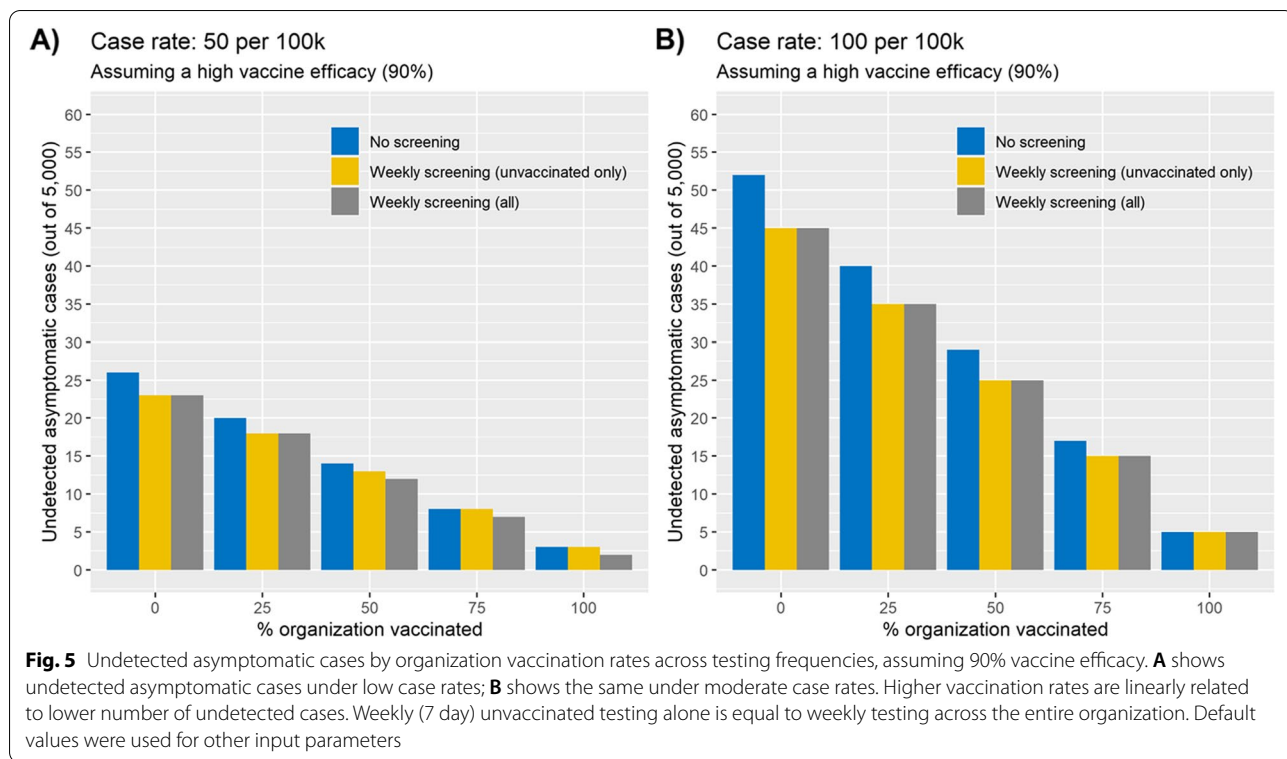 A) Case rate: 50 per 100k
Assuming a high vaccine efficacy (90%)
Undetected asymptomatic cases (out of 5,000)
60
55
50
45
40
35
30
25
20
15
10
5
0
No screening
Weekly screening (unvaccinated only)
Weekly screening (all)
0 25 50 75 100
% organization vaccinated
B) Case rate: 100 per 100k
Assuming a high vaccine efficacy (90%)
Undetected asymptomatic cases (out of 5,000)
60
55
50
45
40
35
30
25
20
15
10
5
0
No screening
Weekly screening (unvaccinated only)
Weekly screening (all)
0 25 50 75 100
% organization vaccinated
Fig. 5 Undetected asymptomatic cases by organization vaccination rates across testing frequencies, assuming 90% vaccine efficacy. A shows
undetected asymptomatic cases under low case rates; B shows the same under moderate case rates. Higher vaccination rates are linearly related
to lower number of undetected cases. Weekly (7 day) unvaccinated testing alone is equal to weekly testing across the entire organization. Default
values were used for other input parameters